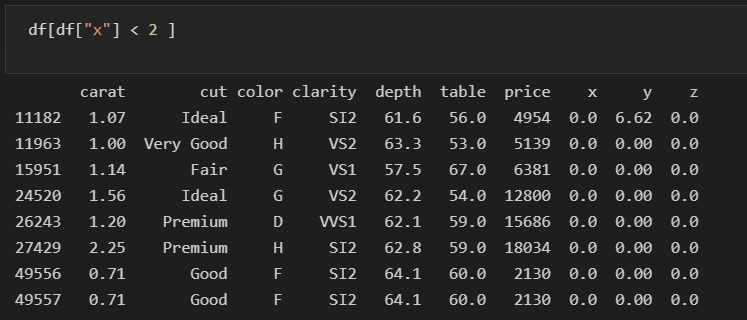 df[df["x"] < 2 ]
carat cut color clarity depth table price x y z
11182 1.07 Ideal F SI2 61.6 56.0 4954 0.0 6.62 0.0
11963 1.00 Very Good H VS2 63.3 53.0 5139 0.0 0.00 0.0
15951 1.14 Fair G VS1 57.5 67.0 6381 0.0 0.00 0.0
24520 1.56 Ideal G VS2 62.2 54.0 12800 0.0 0.00 0.0
26243 1.20 Premium D VVS1 62.1 59.0 15686 0.0 0.00 0.0
27429 2.25 Premium H SI2 62.8 59.0 18034 0.0 0.00 0.0
49556 0.71 Good F SI2 64.1 60.0 2130 0.0 0.00 0.0
49557 0.71 Good F SI2 64.1 60.0 2130 0.0 0.00 0.0